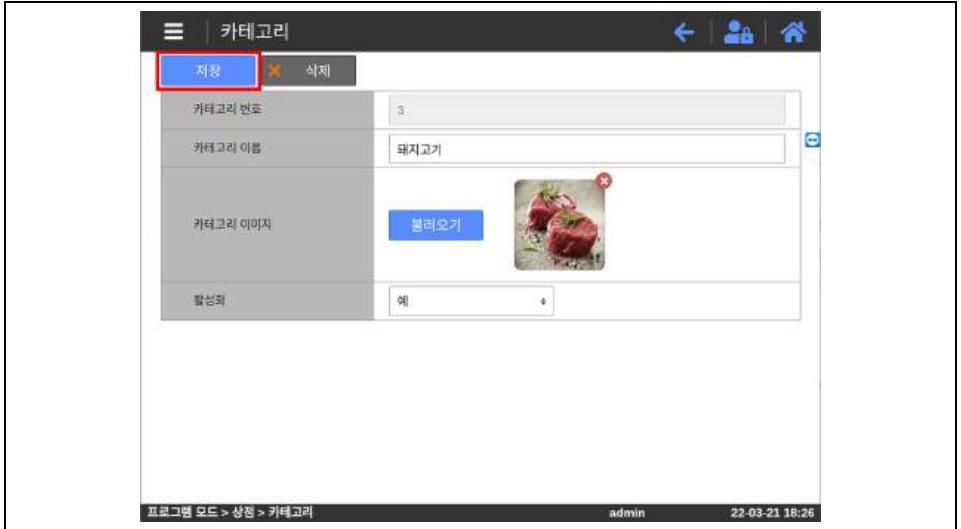 카테고리
저장 삭제
카테고리 번호 3
카테고리 이름 돼지고기
카테고리 이미지 불러오기
활성화 예
프로그램 모드 > 상점 > 카테고리 admin 22-03-21 18:26